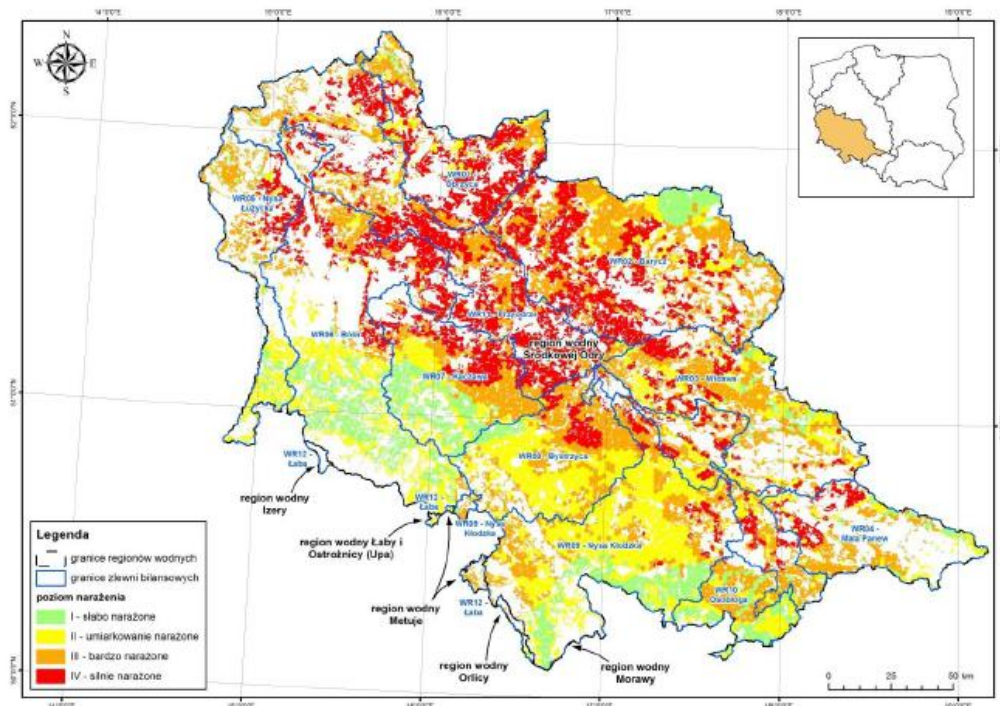 N
W E
S
WR01 - Obrzyca
WR05 - Nysa
Łużycka
WR02 - Barycz
WR11 - Przyodrze
region wodny
Środkowej Odry
WR06 - Bóbr
WR07 - Kaczawa
WR03 - Widawa
WR08 - Bystrzyca
WR12 -
Łaba
region wodny
Izery
WR12 -
Łaba
region wodny Łaby i
Ostrożnicy (Upa)
WR09 - Nysa
Kłodzka
WR09 - Nysa Kłodzka
WR04 -
Mała Panew
WR10 -
Osobłoga
region wodny
Metuje
WR12 -
Łaba
region wodny
Orlicy
region wodny
Morawy
Legenda
granice regionów wodnych
granice zlewni bilansowych
poziom narażenia
I - słabo narażone
II - umiarkowanie narażone
III - bardzo narażone
IV - silnie narażone
0 25 50 km